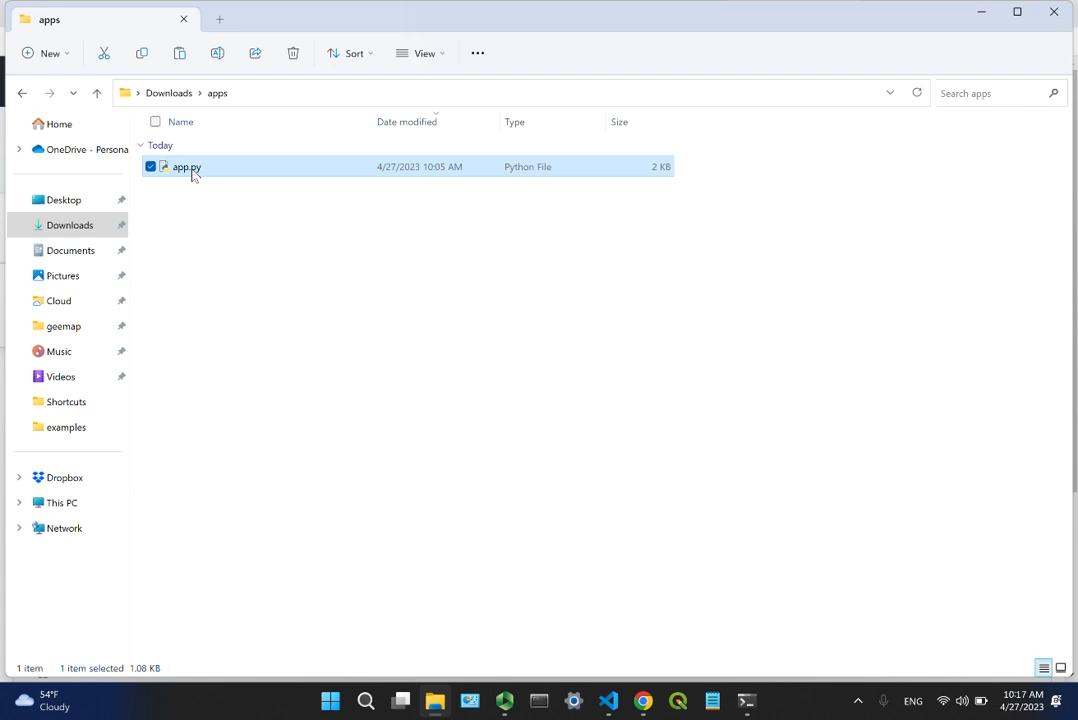 apps
New
Sort
View
Downloads
apps
Search apps
Name
Date modified
Type
Size
Today
app.py
4/27/2023 10:05 AM
Python File
2 KB
Home
OneDrive - Persona
Desktop
Downloads
Documents
Pictures
Cloud
geemap
Music
Videos
Shortcuts
examples
Dropbox
This PC
Network
1 item
1 item selected 1.08 KB
54°F
Cloudy
ENG
10:17 AM
4/27/2023